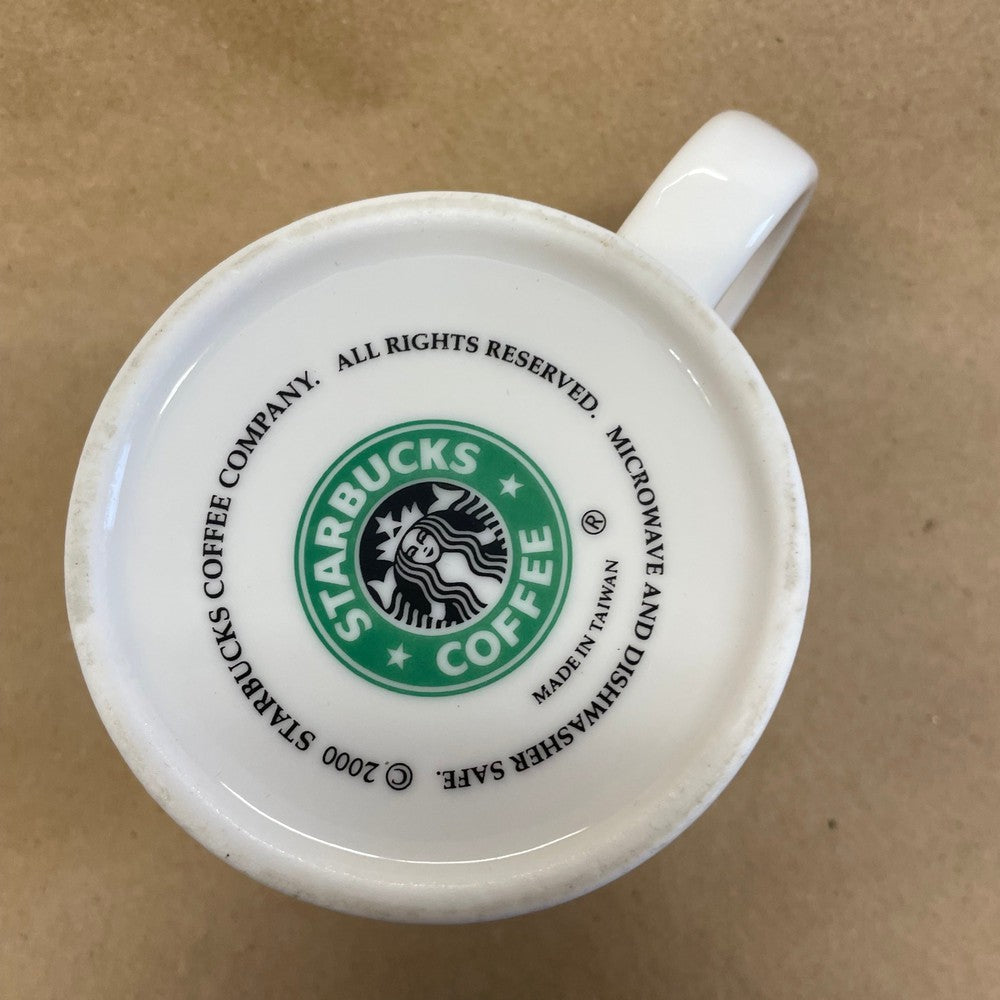 © 2000 STARBUCKS COFFEE COMPANY. ALL RIGHTS RESERVED. MICROWAVE AND DISHWASHER SAFE.
STARBUCKS COFFEE
®
MADE IN TAIWAN